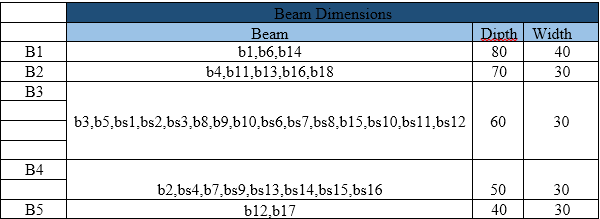 Beam Dimensions
Beam Dipth Width
B1 b1,b6,b14 80 40
B2 b4,b11,b13,b16,b18 70 30
B3
b3,b5,bs1,bs2,bs3,b8,b9,b10,bs6,bs7,bs8,b15,bs10,bs11,bs12 60 30
B4
b2,bs4,b7,bs9,bs13,bs14,bs15,bs16 50 30
B5 b12,b17 40 30